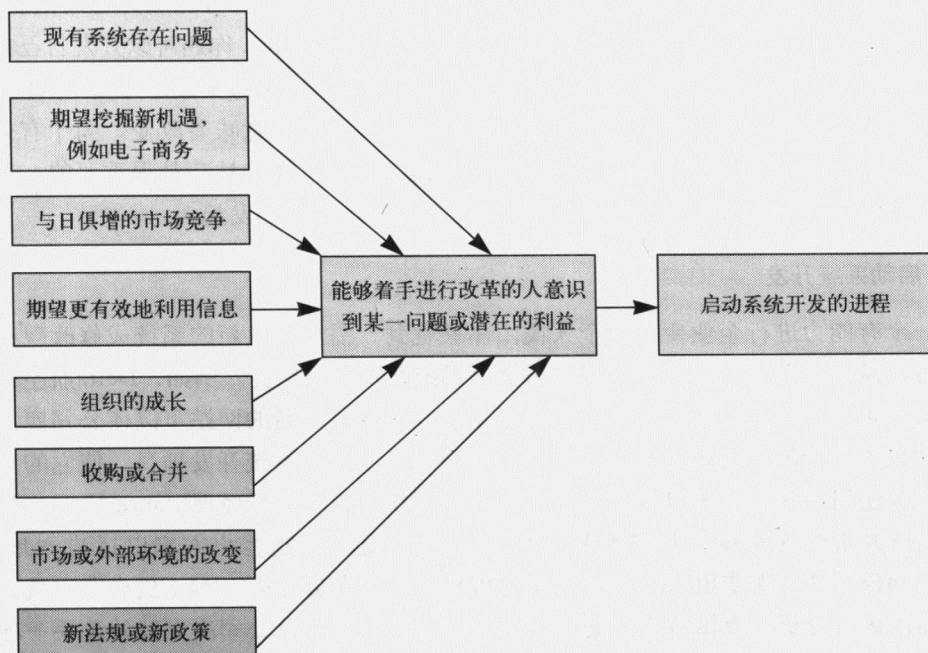 现有系统存在问题
期望挖掘新机遇、
例如电子商务
与日俱增的市场竞争
期望更有效地利用信息
组织的成长
收购或合并
市场或外部环境的改变
新法规或新政策
能够着手进行改革的人意识
到某一问题或潜在的利益
启动系统开发的进程